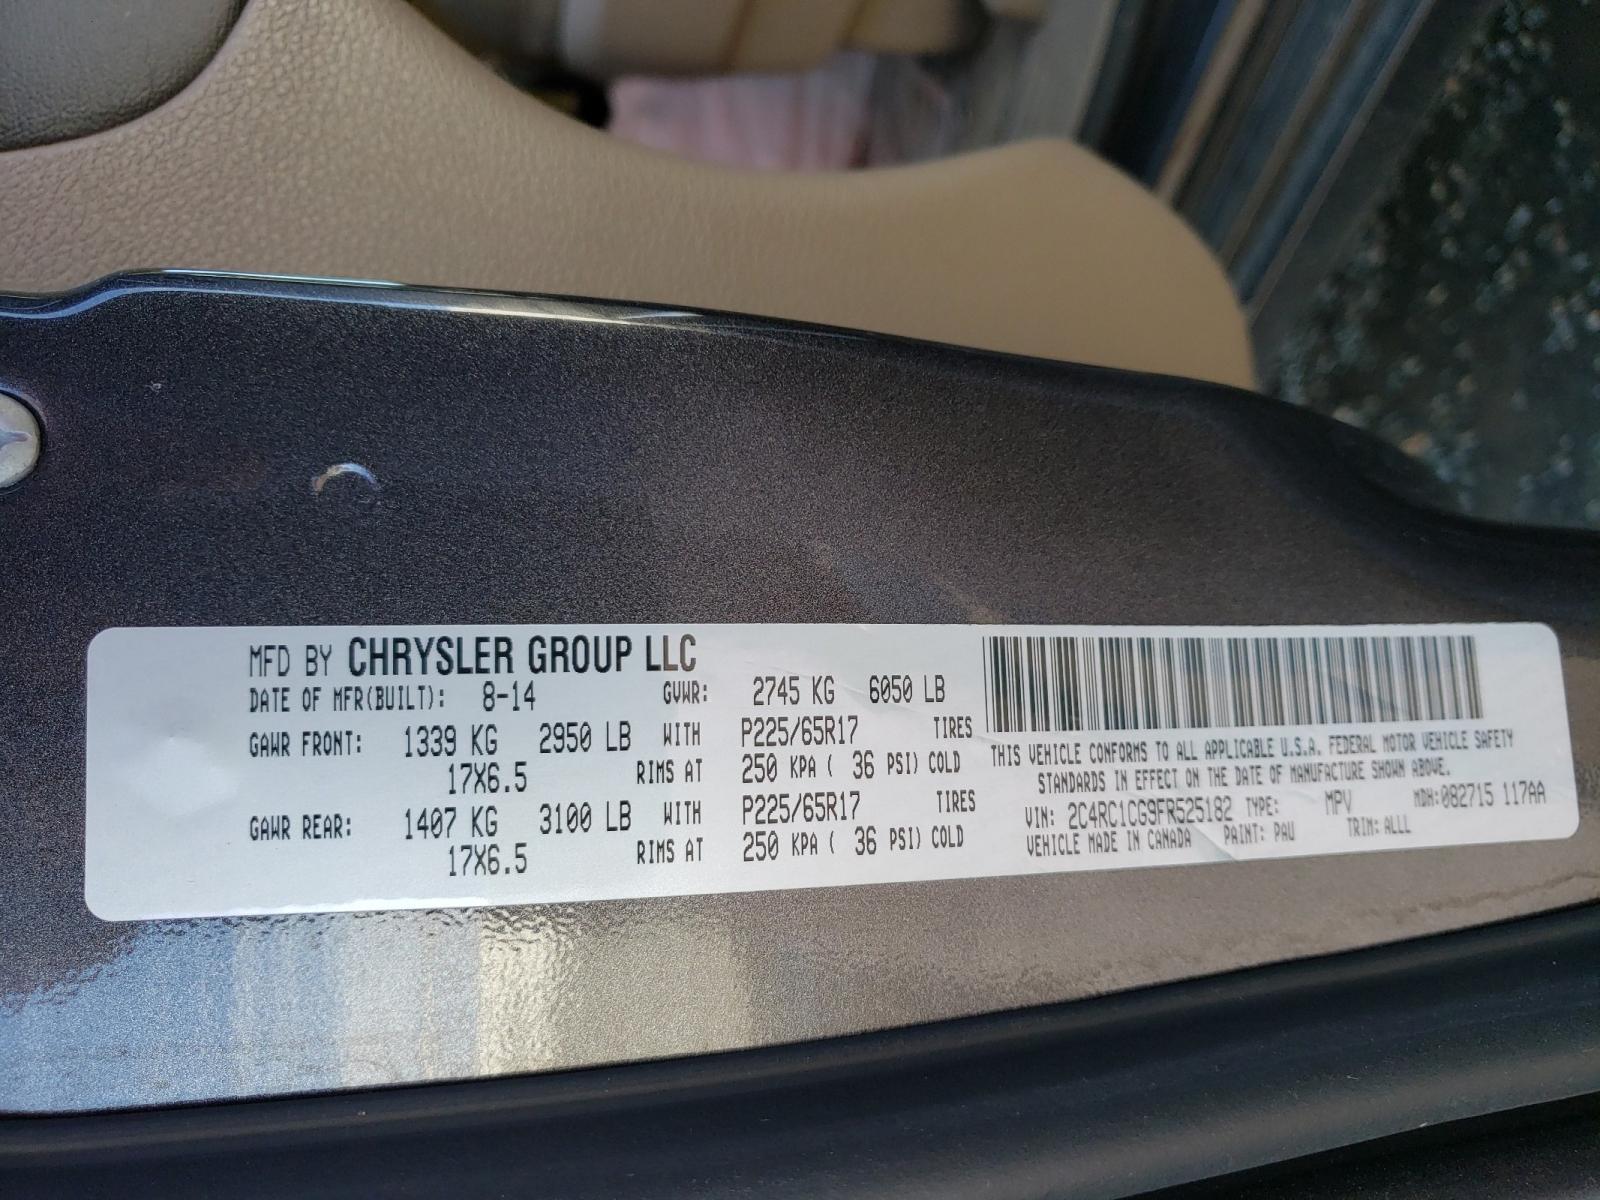 MFD BY CHRYSLER GROUP LLC
DATE OF MFR(BUILT): 8-14 GVWR: 2745 KG 6050 LB
GAWR FRONT: 1339 KG 2950 LB WITH P225/65R17 TIRES
17X6.5 RIMS AT 250 KPA ( 36 PSI) COLD
GAWR REAR: 1407 KG 3100 LB WITH P225/65R17 TIRES
17X6.5 RIMS AT 250 KPA ( 36 PSI) COLD
THIS VEHICLE CONFORMS TO ALL APPLICABLE U.S.A. FEDERAL MOTOR VEHICLE SAFETY
STANDARDS IN EFFECT ON THE DATE OF MANUFACTURE SHOWN ABOVE.
VIN: 2C4RC1CG9FR525182 TYPE: MPV MDH:082715 117AA
VEHICLE MADE IN CANADA PAINT: PAU TRIM: ALLL